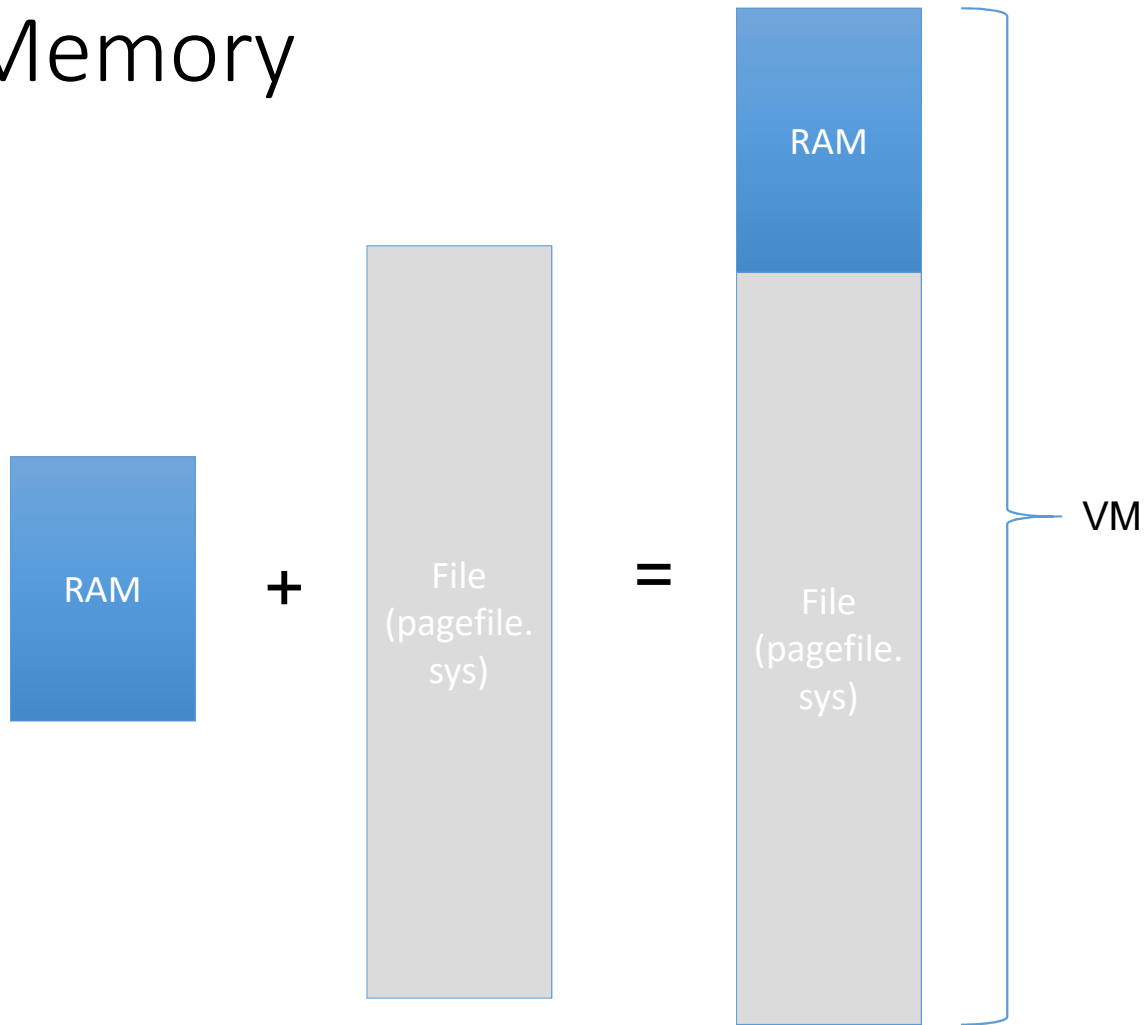 Memory
RAM
+
File
(pagefile.
sys)
=
RAM
File
(pagefile.
sys)
VM